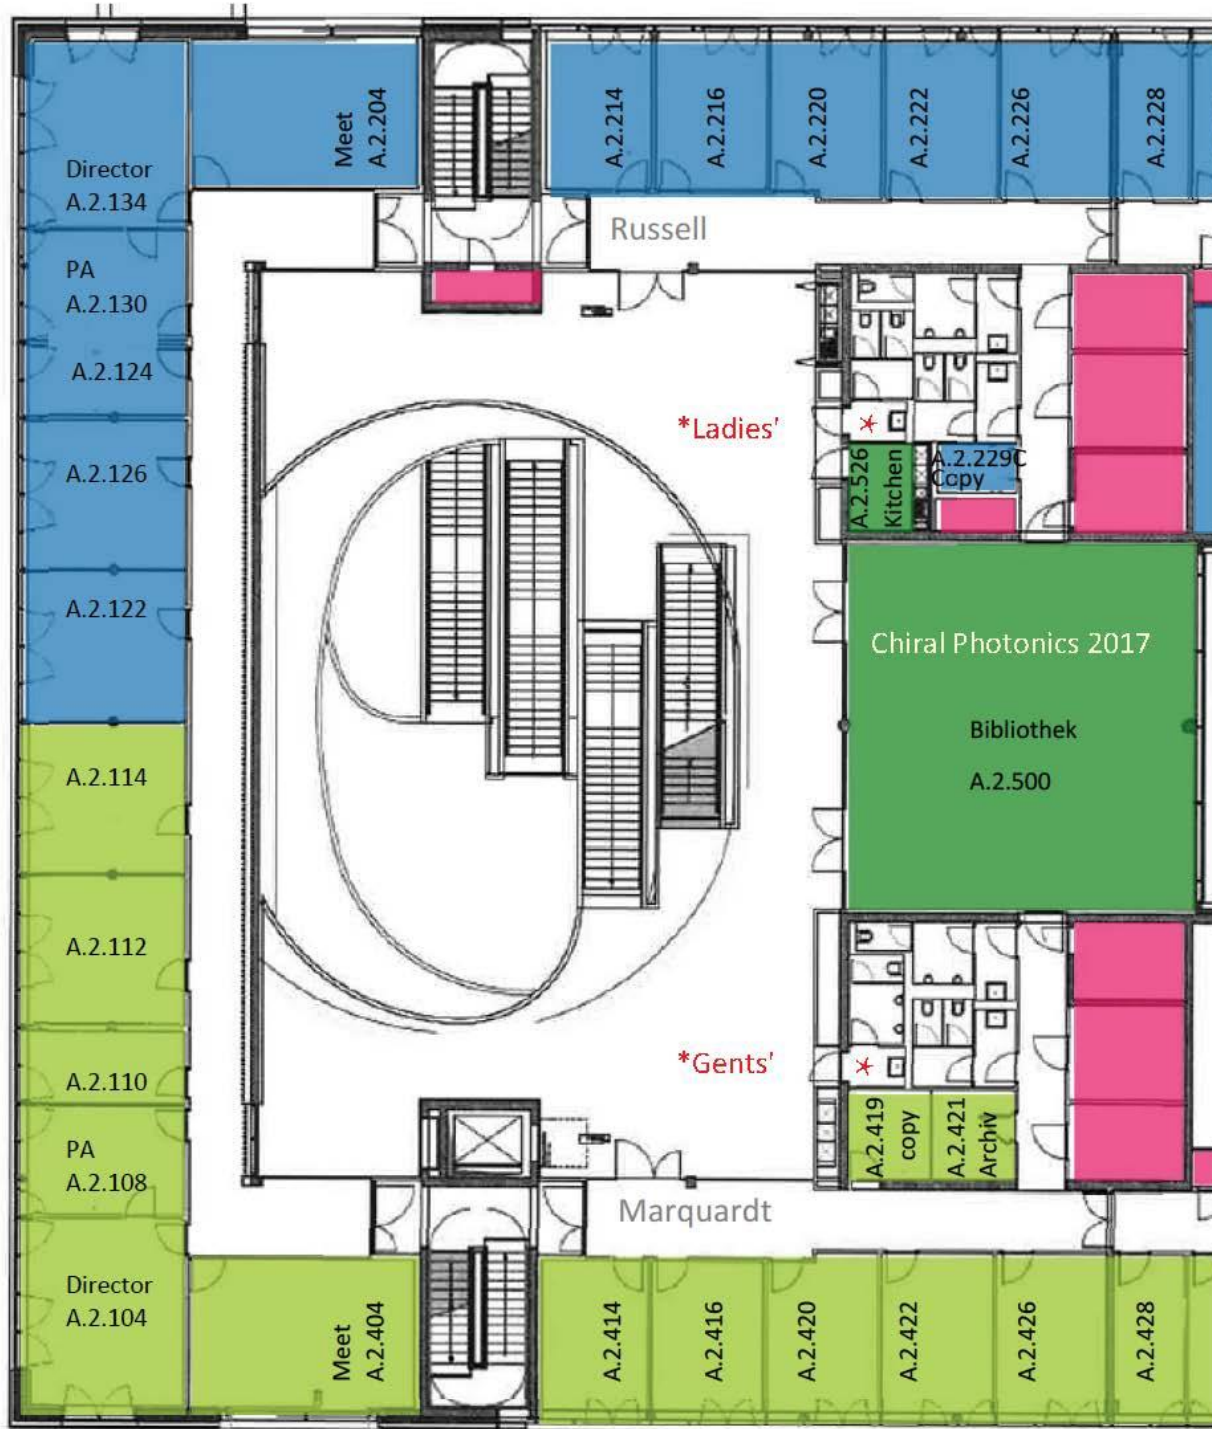 Director
A.2.134
Meet
A.2.204
A.2.214
A.2.216
A.2.220
A.2.222
A.2.226
A.2.228
Russell
PA
A.2.130
A.2.124
A.2.126
A.2.122
*Ladies'
*
A.2.526
Kitchen
A.2.229C
Copy
Chiral Photonics 2017
Bibliothek
A.2.500
A.2.114
A.2.112
A.2.110
PA
A.2.108
Director
A.2.104
*Gents'
*
A.2.419
copy
A.2.421
Archiv
Marquardt
Meet
A.2.404
A.2.414
A.2.416
A.2.420
A.2.422
A.2.426
A.2.428